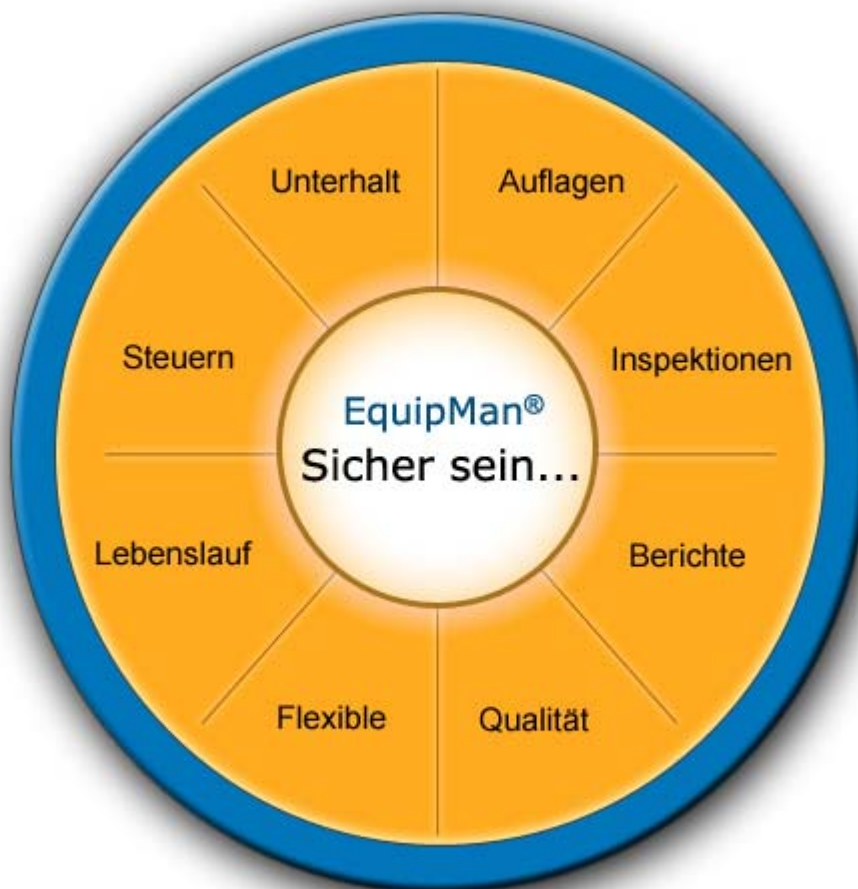 Unterhalt
Auflagen
Steuern
Inspektionen
EquipMan®
Sicher sein...
Lebenslauf
Berichte
Flexible
Qualität